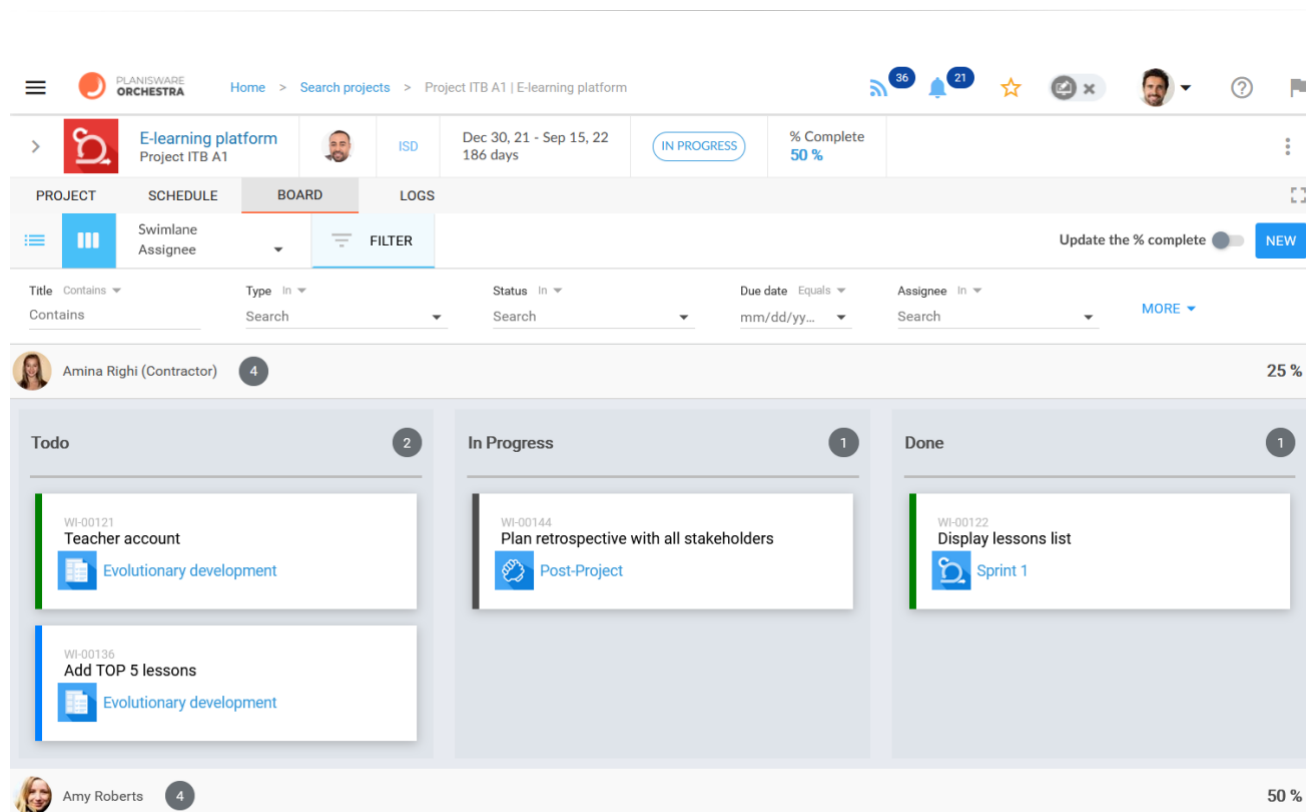 PLANISWARE
ORCHESTRA
Home > Search projects > Project ITB A1 | E-learning platform
36
21
E-learning platform
Project ITB A1
ISD
Dec 30, 21 - Sep 15, 22
186 days
IN PROGRESS
% Complete
50 %
PROJECT SCHEDULE BOARD LOGS
Swimlane
Assignee
FILTER
Update the % complete
NEW
Title Contains
Contains
Type In
Search
Status In
Search
Due date Equals
mm/dd/yy...
Assignee In
Search
MORE
Amina Righi (Contractor) 4 25 %
Todo 2
WI-00121
Teacher account
Evolutionary development
WI-00136
Add TOP 5 lessons
Evolutionary development
In Progress 1
WI-00144
Plan retrospective with all stakeholders
Post-Project
Done 1
WI-00122
Display lessons list
Sprint 1
Amy Roberts 4 50 %